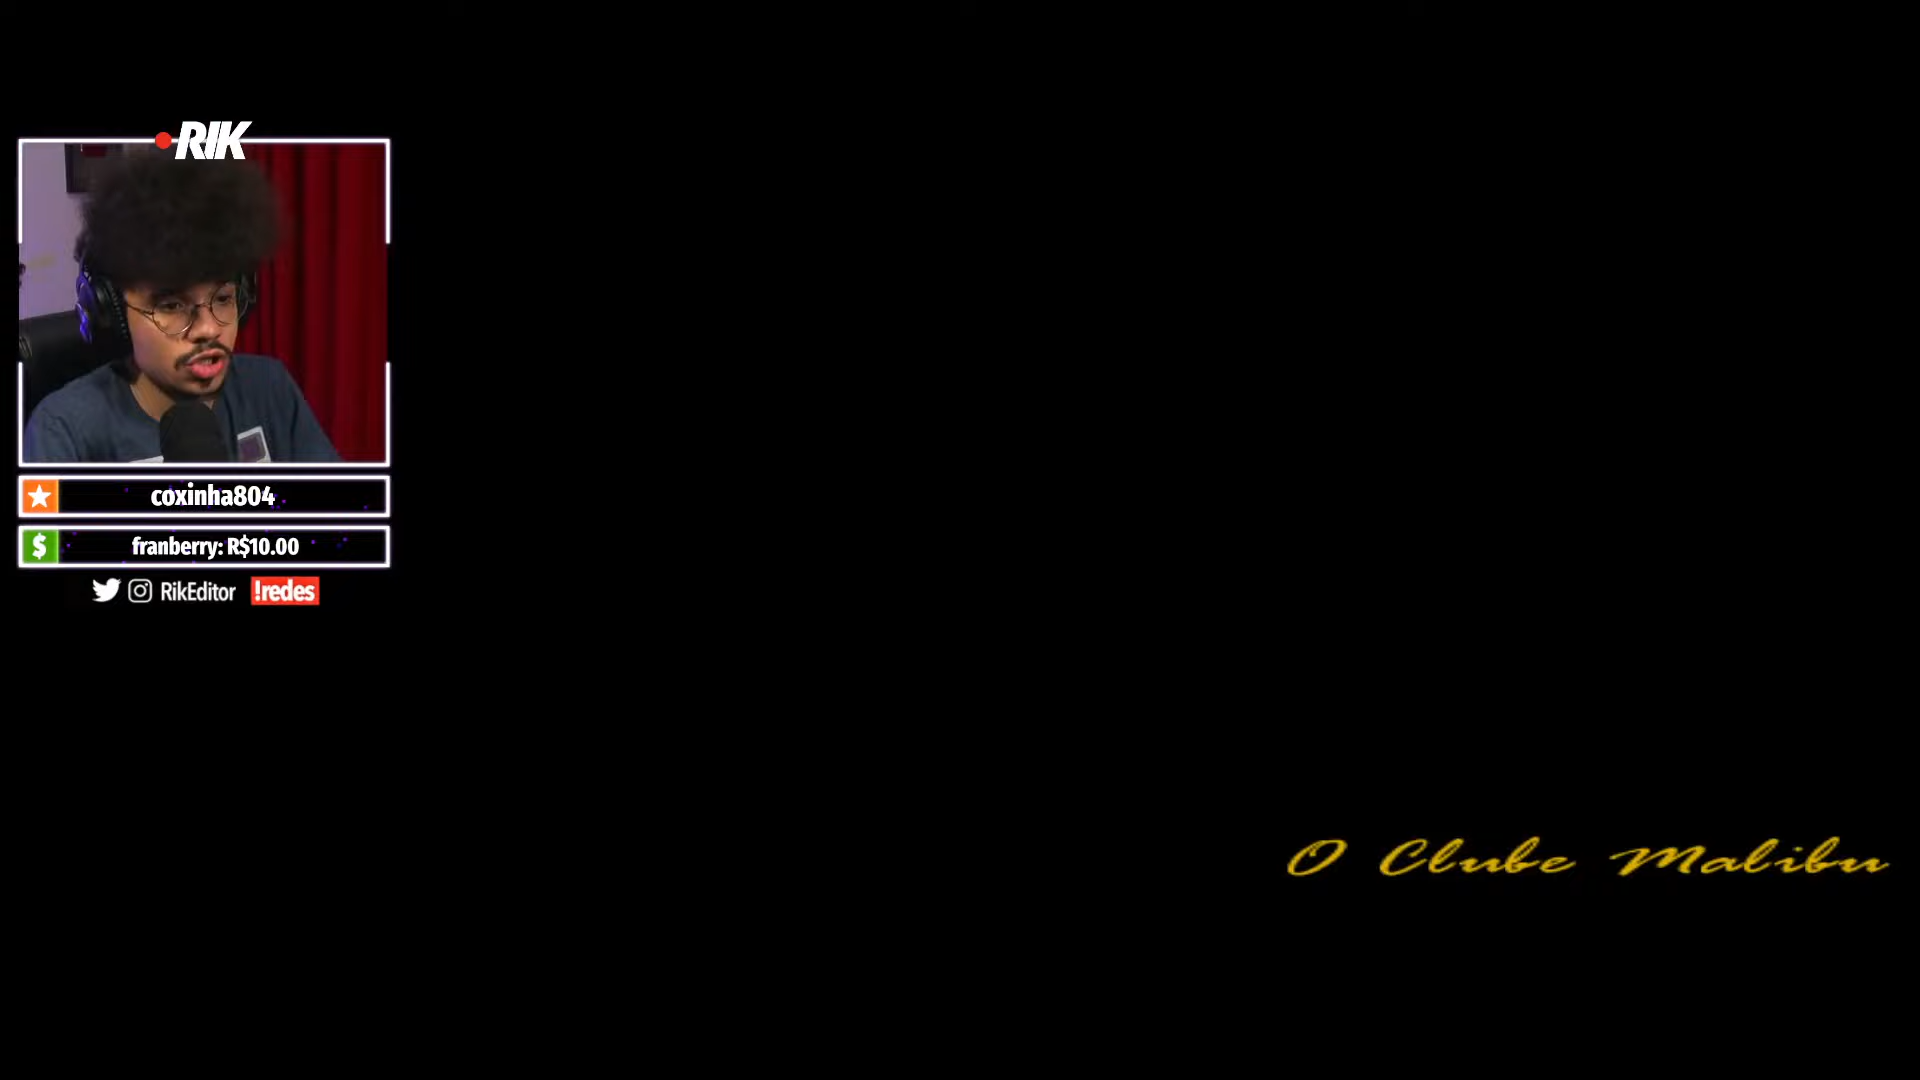 RIK
coxinha804
$ franberry: R$10.00
RikEditor !redes
O Clube Malibu